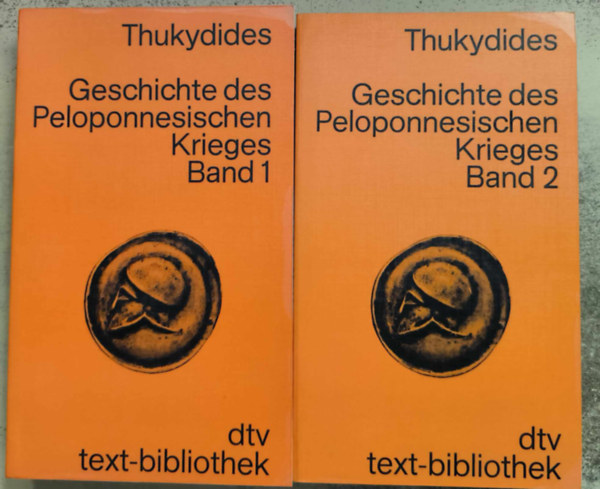 Thukydides
Geschichte des
Peloponnesischen
Krieges
Band 1
dtv
text-bibliothek
Thukydides
Geschichte des
Peloponnesischen
Krieges
Band 2
dtv
text-bibliothek